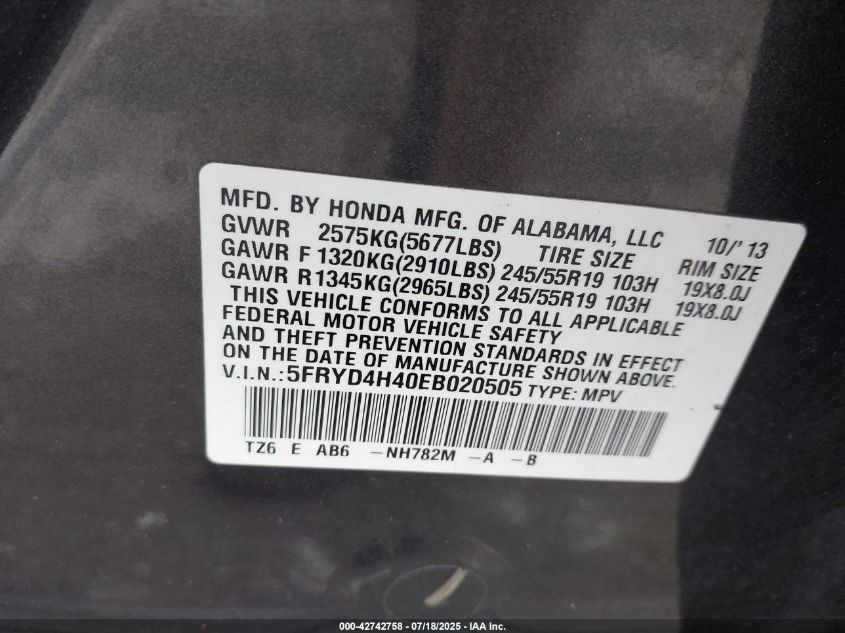 MFD. BY HONDA MFG. OF ALABAMA, LLC 10/'13
GVWR 2575KG(5677LBS) TIRE SIZE RIM SIZE
GAWR F 1320KG(2910LBS) 245/55R19 103H 19X8.0J
GAWR R 1345KG(2965LBS) 245/55R19 103H 19X8.0J
THIS VEHICLE CONFORMS TO ALL APPLICABLE
FEDERAL MOTOR VEHICLE SAFETY
AND THEFT PREVENTION STANDARDS IN EFFECT
ON THE DATE OF MANUFACTURE SHOWN ABOVE.
V.I.N.:5FRYD4H40EB020505 TYPE: MPV
TZ6 E AB6 -NH782M -A -B
000-42742758 - 07/18/2025 - IAA Inc.